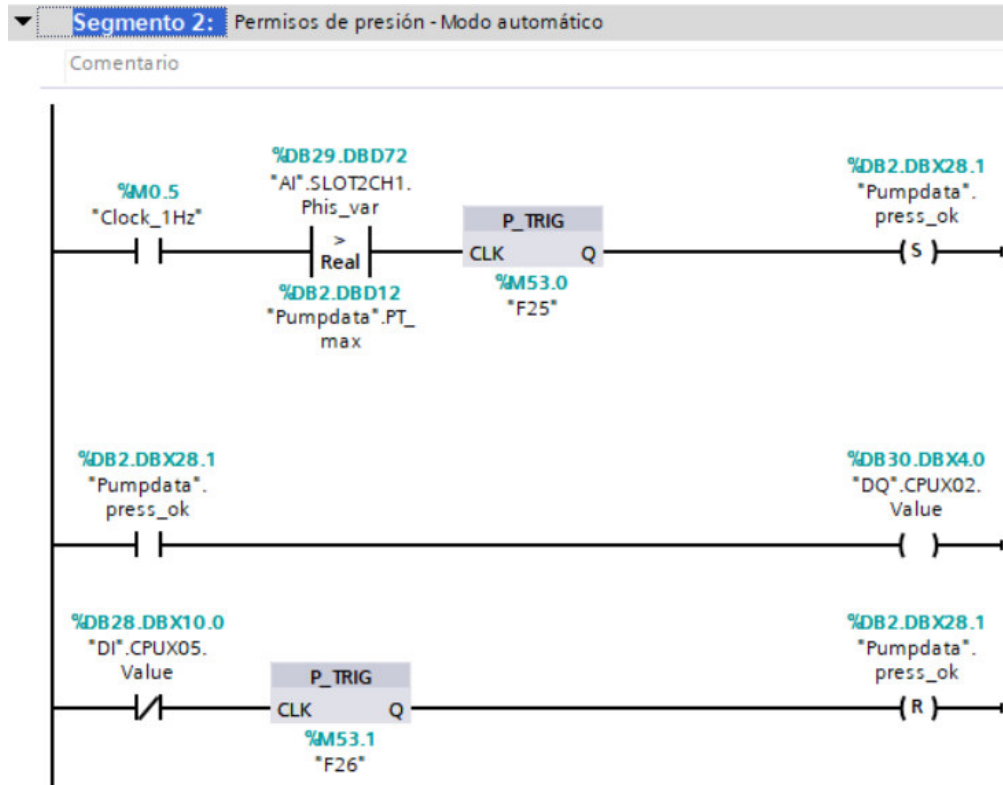 Segmento 2: Permisos de presión - Modo automático
Comentario
%M0.5
"Clock_1Hz"
%DB29.DBD72
"AI".SLOT2CH1.
Phis_var
>
Real
%DB2.DBD12
"Pumpdata".PT_
max
P_TRIG
CLK Q
%M53.0
"F25"
%DB2.DBX28.1
"Pumpdata".
press_ok
S
%DB2.DBX28.1
"Pumpdata".
press_ok
%DB30.DBX4.0
"DQ".CPUX02.
Value
%DB28.DBX10.0
"DI".CPUX05.
Value
P_TRIG
CLK Q
%M53.1
"F26"
%DB2.DBX28.1
"Pumpdata".
press_ok
R